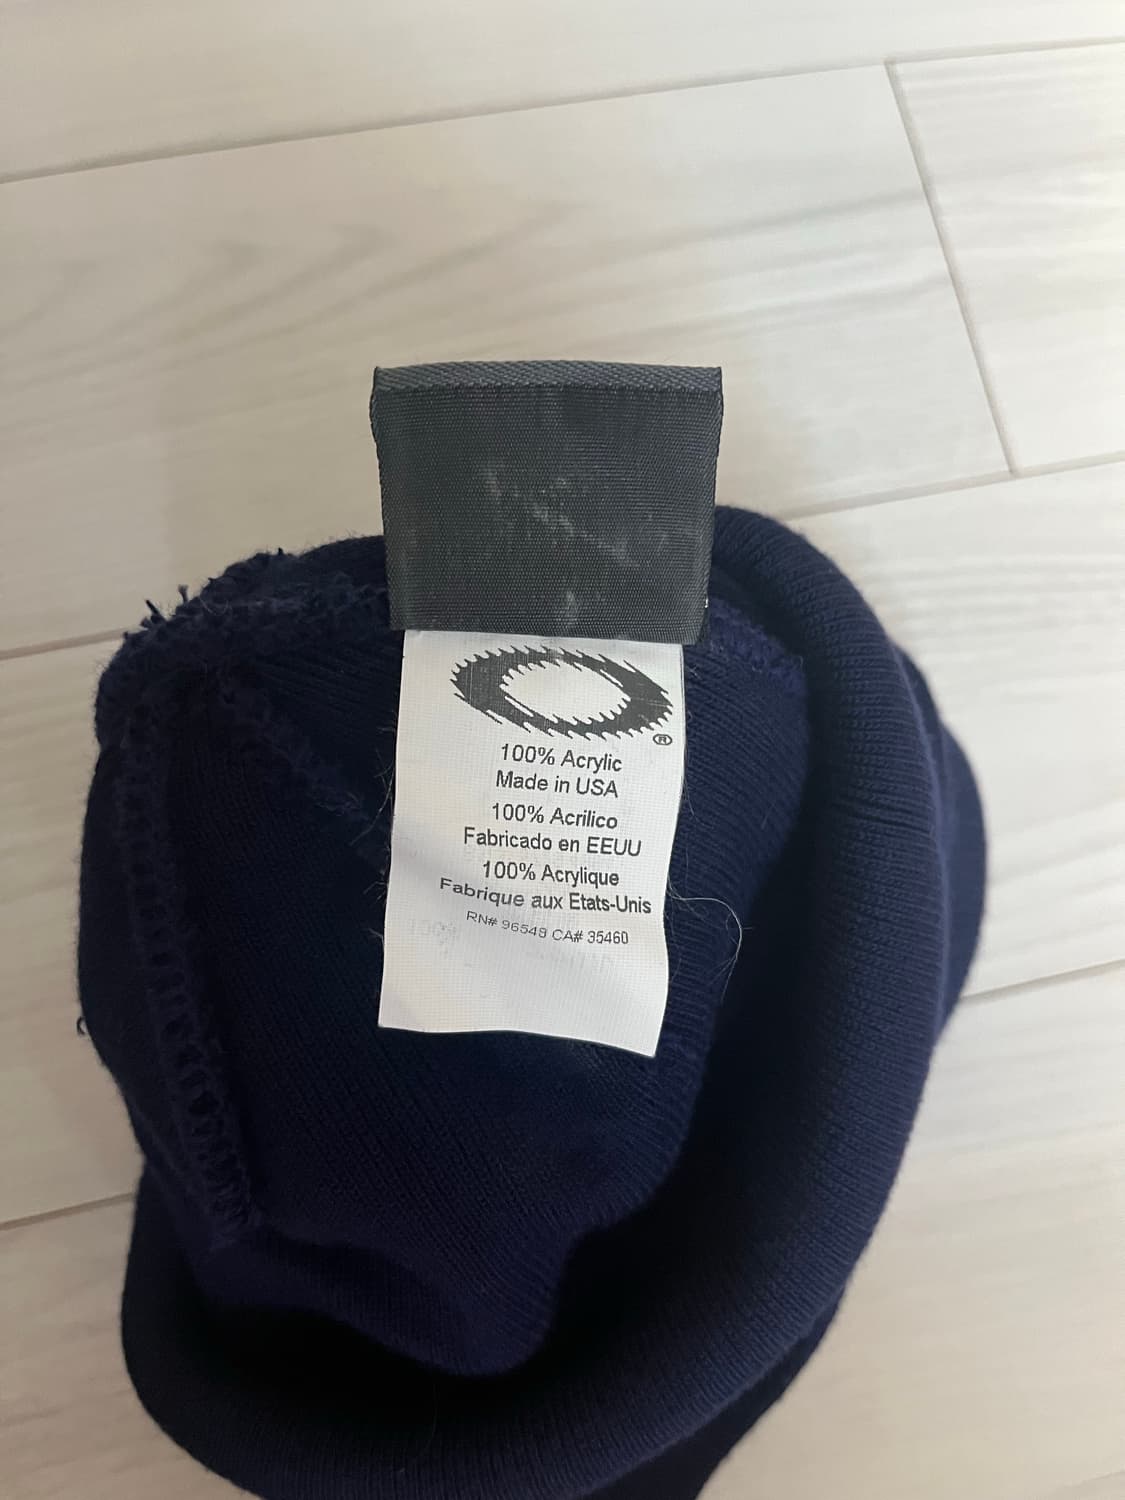 ®
100% Acrylic
Made in USA
100% Acrilico
Fabricado en EEUU
100% Acrylique
Fabrique aux Etats-Unis
RN# 96549 CA# 35460